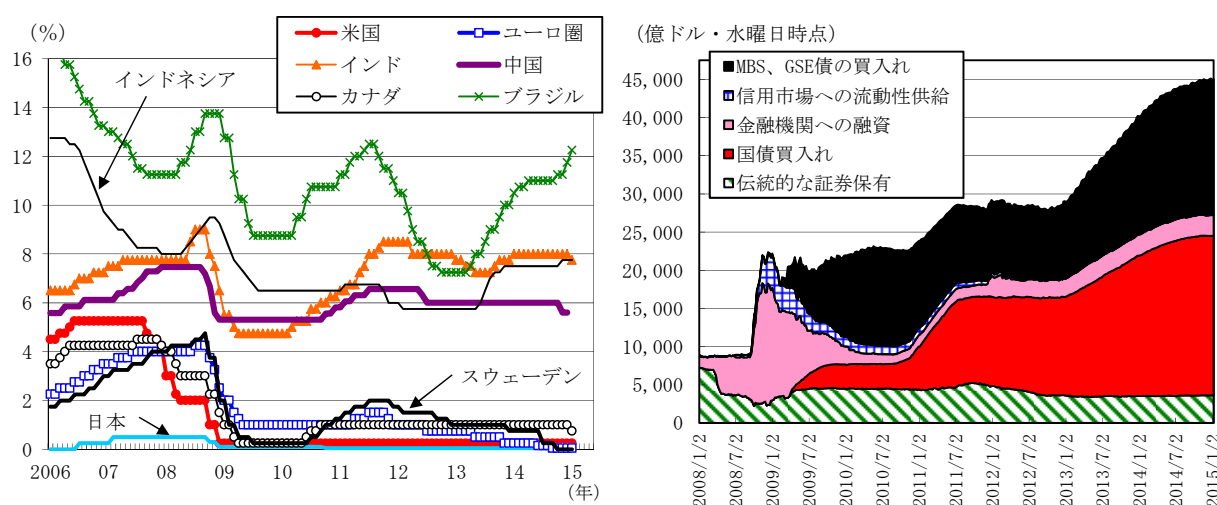 (%)
米国
ユーロ圏
インド
中国
カナダ
ブラジル
インドネシア
スウェーデン
日本
16
14
12
10
8
6
4
2
0
2006 07 08 09 10 11 12 13 14 15
(年)
(億ドル・水曜日時点)
MBS、GSE債の買入れ
信用市場への流動性供給
金融機関への融資
国債買入れ
伝統的な証券保有
45,000
40,000
35,000
30,000
25,000
20,000
15,000
10,000
5,000
0
2008/1/2
2008/7/2
2009/1/2
2009/7/2
2010/1/2
2010/7/2
2011/1/2
2011/7/2
2012/1/2
2012/7/2
2013/1/2
2013/7/2
2014/1/2
2014/7/2
2015/1/2